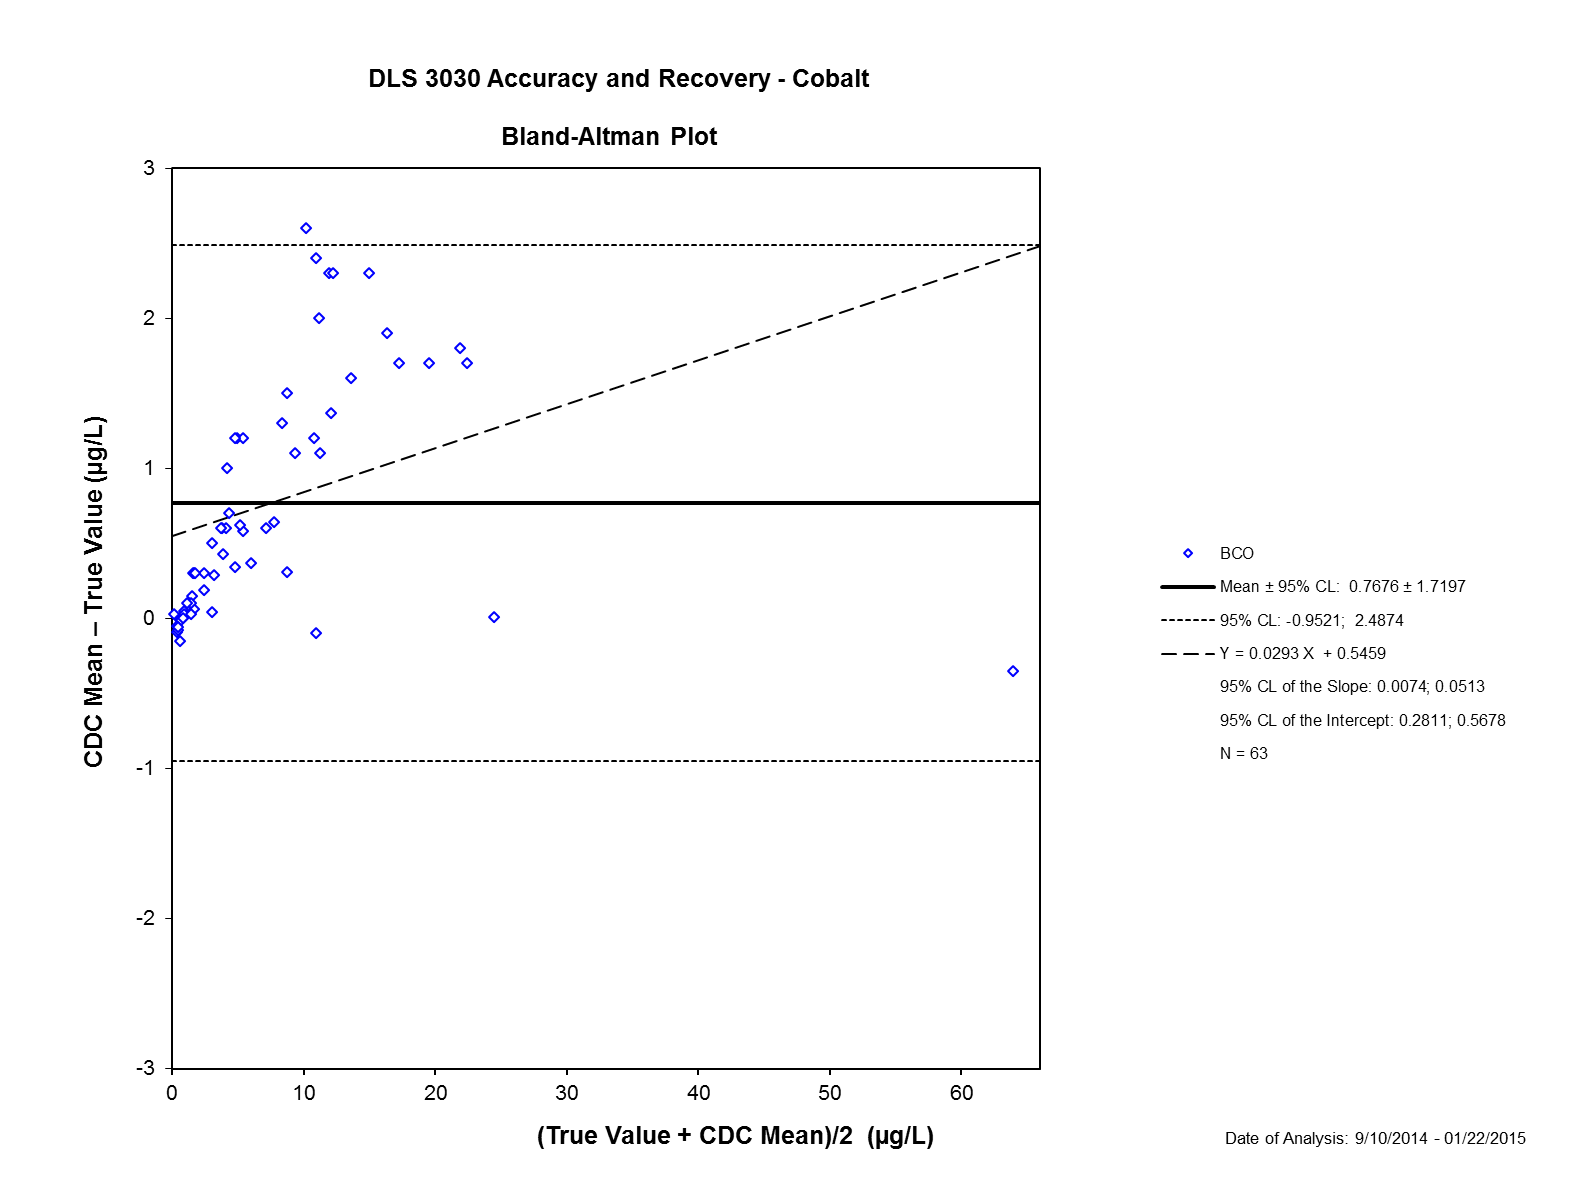 DLS 3030 Accuracy and Recovery - Cobalt
Bland-Altman Plot
3
2
1
0
-1
-2
-3
CDC Mean – True Value (µg/L)
0 10 20 30 40 50 60
(True Value + CDC Mean)/2 (µg/L)
BCO
Mean ± 95% CL: 0.7676 ± 1.7197
95% CL: -0.9521; 2.4874
Y = 0.0293 X + 0.5459
95% CL of the Slope: 0.0074; 0.0513
95% CL of the Intercept: 0.2811; 0.5678
N = 63
Date of Analysis: 9/10/2014 - 01/22/2015